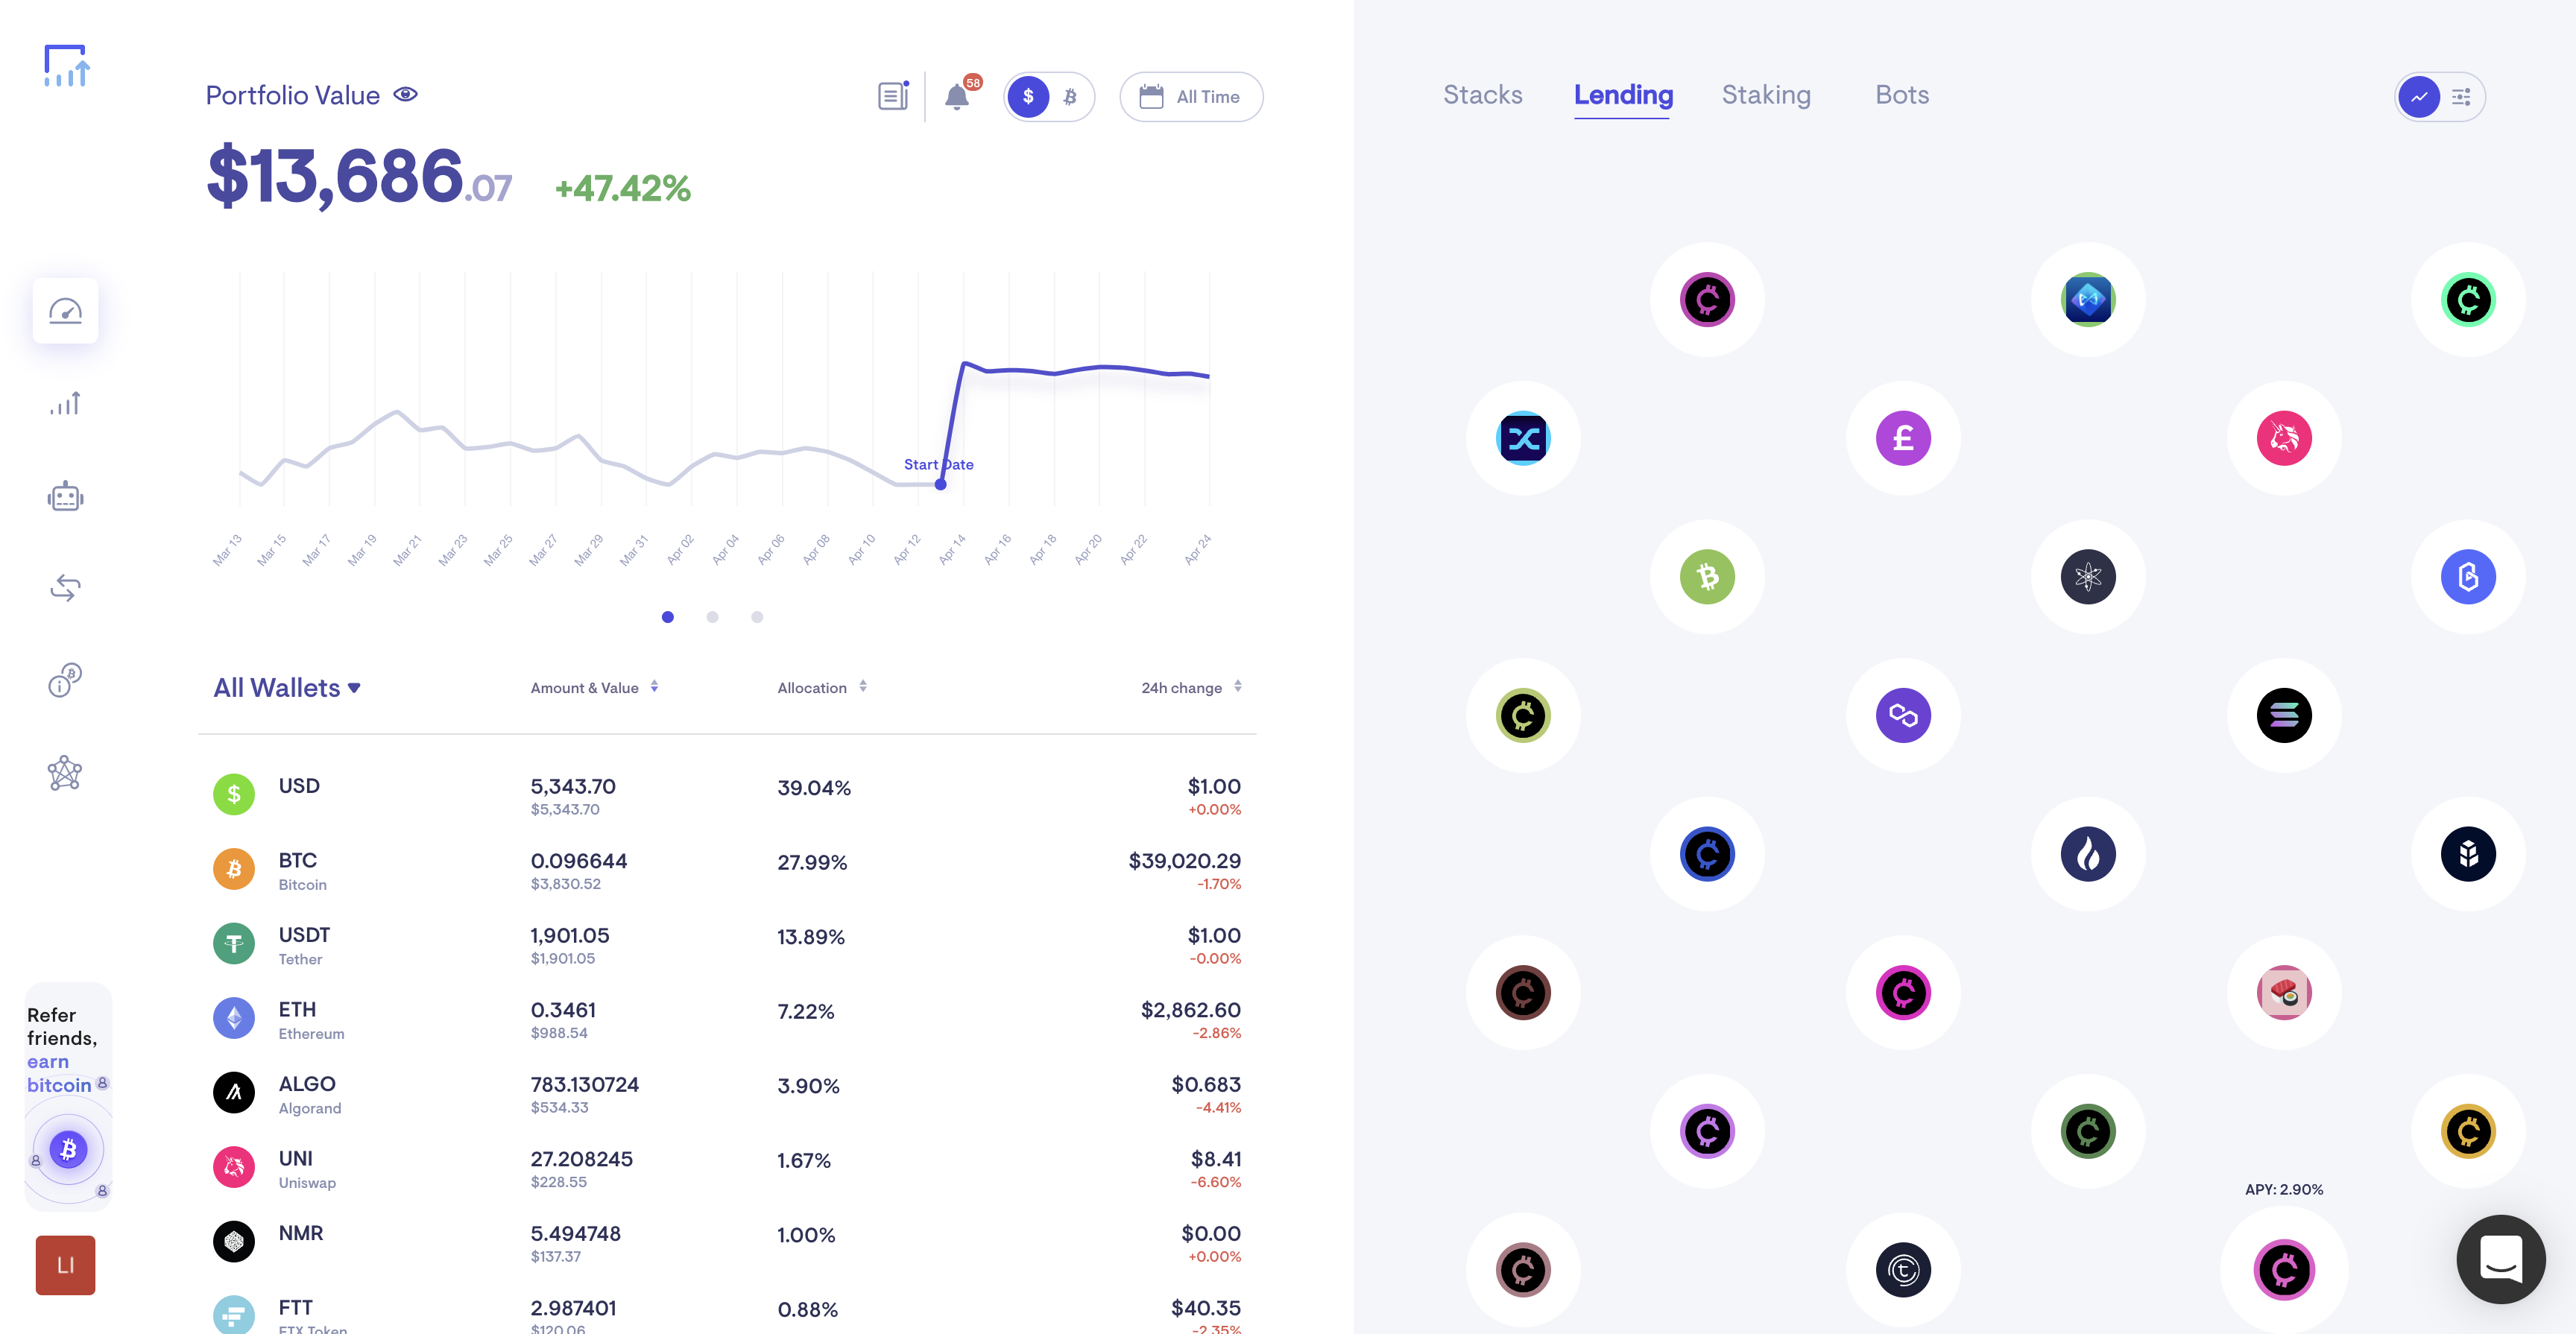 Portfolio Value
58
$
All Time
$13,686.07 +47.42%
Start Date
Mar 13 Mar 15 Mar 17 Mar 19 Mar 21 Mar 23 Mar 25 Mar 27 Mar 29 Mar 31 Apr 02 Apr 04 Apr 06 Apr 08 Apr 10 Apr 12 Apr 14 Apr 16 Apr 18 Apr 20 Apr 22 Apr 24
All Wallets Amount & Value Allocation 24h change
USD 5,343.70 39.04% $1.00
$5,343.70 +0.00%
BTC 0.096644 27.99% $39,020.29
Bitcoin $3,830.52 -1.70%
USDT 1,901.05 13.89% $1.00
Tether $1,901.05 -0.00%
ETH 0.3461 7.22% $2,862.60
Ethereum $988.54 -2.86%
ALGO 783.130724 3.90% $0.683
Algorand $534.33 -4.41%
UNI 27.208245 1.67% $8.41
Uniswap $228.55 -6.60%
NMR 5.494748 1.00% $0.00
$137.37 +0.00%
FTT 2.987401 0.88% $40.35
FTX Token $120.06 -2.35%
Refer
friends,
earn
bitcoin
LI
Stacks Lending Staking Bots
APY: 2.90%